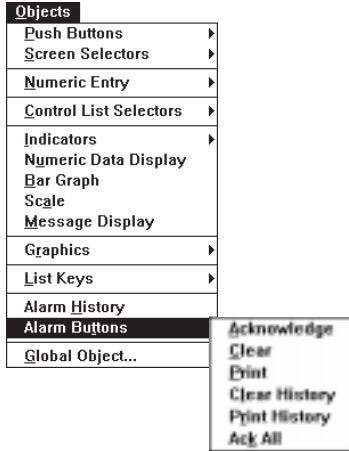 Objects
Push Buttons
Screen Selectors
Numeric Entry
Control List Selectors
Indicators
Numeric Data Display
Bar Graph
Scale
Message Display
Graphics
List Keys
Alarm History
Alarm Buttons
Global Object...
Acknowledge
Clear
Print
Clear History
Print History
Ack All